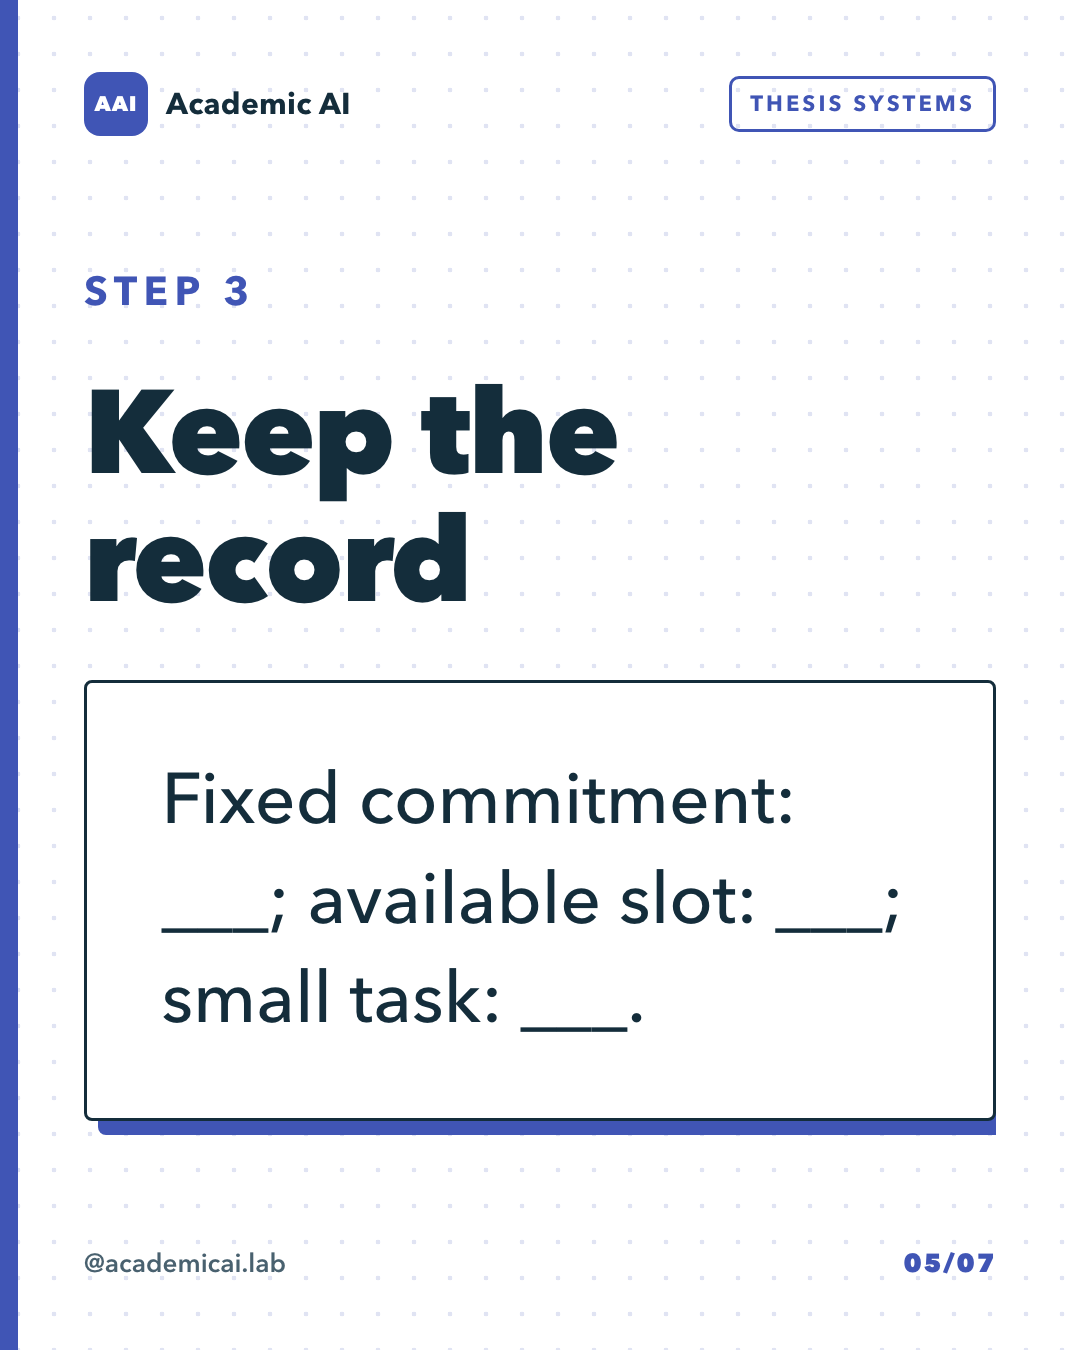 AAI Academic AI
THESIS SYSTEMS
STEP 3
Keep the
record
Fixed commitment:
___; available slot: ___;
small task: ___.
@academicai.lab
05/07